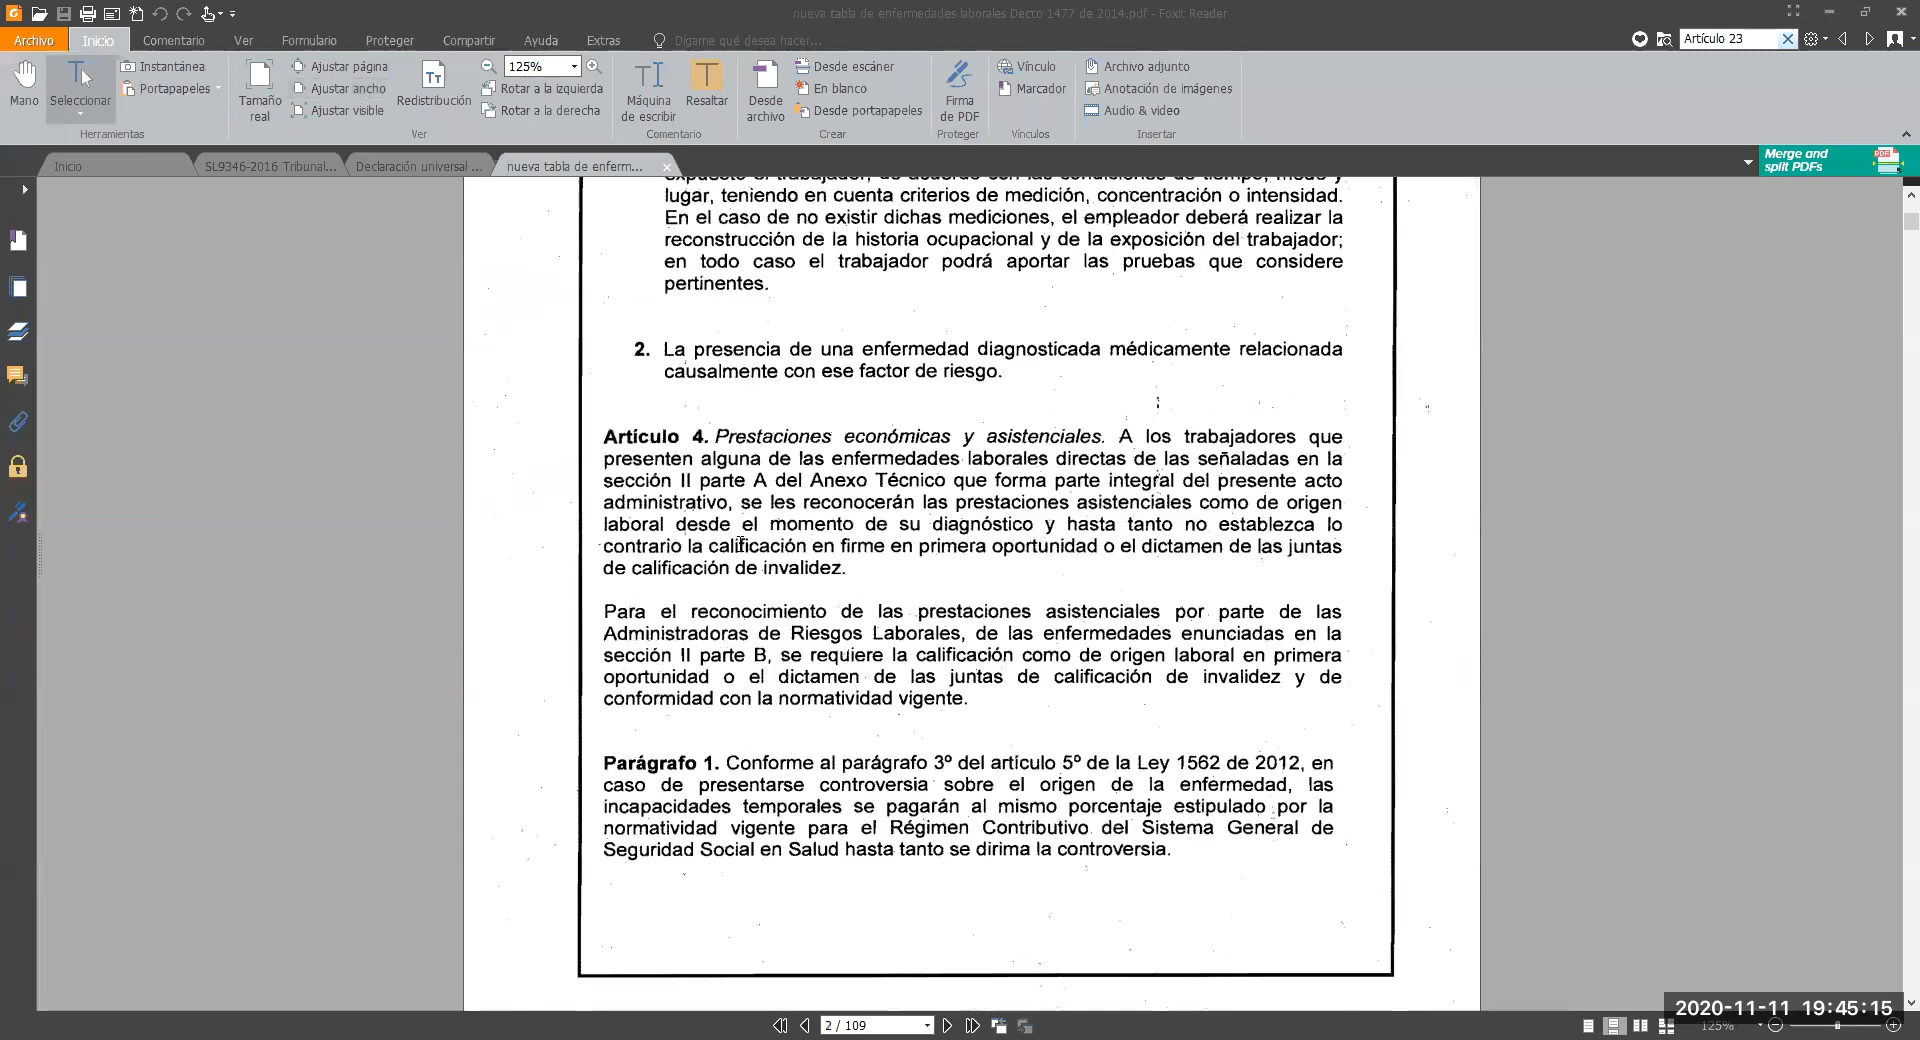 nueva tabla de enfermedades laborales Decto 1477 de 2014.pdf - Foxit Reader
Archivo Inicio Comentario Ver Formulario Proteger Compartir Ayuda Extras Dígame qué desea hacer... Artículo 23
Mano
Seleccionar
Instantánea
Portapapeles
Herramientas
Tamaño
real
Ajustar página
Ajustar ancho
Ajustar visible
Redistribución
125%
Rotar a la izquierda
Rotar a la derecha
Ver
Máquina
de escribir
Resaltar
Comentario
Desde
archivo
Desde escáner
En blanco
Desde portapapeles
Crear
Firma
de PDF
Proteger
Vínculo
Marcador
Vínculos
Archivo adjunto
Anotación de imágenes
Audio & video
Insertar
Inicio SL9346-2016 Tribunal... Declaración universal ... nueva tabla de enferm...
Merge and
split PDFs
expuesto el trabajador, de acuerdo con las condiciones de tiempo, modo y
lugar, teniendo en cuenta criterios de medición, concentración o intensidad.
En el caso de no existir dichas mediciones, el empleador deberá realizar la
reconstrucción de la historia ocupacional y de la exposición del trabajador;
en todo caso el trabajador podrá aportar las pruebas que considere
pertinentes.
2. La presencia de una enfermedad diagnosticada médicamente relacionada
causalmente con ese factor de riesgo.
Artículo 4. Prestaciones económicas y asistenciales. A los trabajadores que
presenten alguna de las enfermedades laborales directas de las señaladas en la
sección II parte A del Anexo Técnico que forma parte integral del presente acto
administrativo, se les reconocerán las prestaciones asistenciales como de origen
laboral desde el momento de su diagnóstico y hasta tanto no establezca lo
contrario la calificación en firme en primera oportunidad o el dictamen de las juntas
de calificación de invalidez.
Para el reconocimiento de las prestaciones asistenciales por parte de las
Administradoras de Riesgos Laborales, de las enfermedades enunciadas en la
sección II parte B, se requiere la calificación como de origen laboral en primera
oportunidad o el dictamen de las juntas de calificación de invalidez y de
conformidad con la normatividad vigente.
Parágrafo 1. Conforme al parágrafo 3º del artículo 5º de la Ley 1562 de 2012, en
caso de presentarse controversia sobre el origen de la enfermedad, las
incapacidades temporales se pagarán al mismo porcentaje estipulado por la
normatividad vigente para el Régimen Contributivo del Sistema General de
Seguridad Social en Salud hasta tanto se dirima la controversia.
2020-11-11 19:45:15
2 / 109
125%